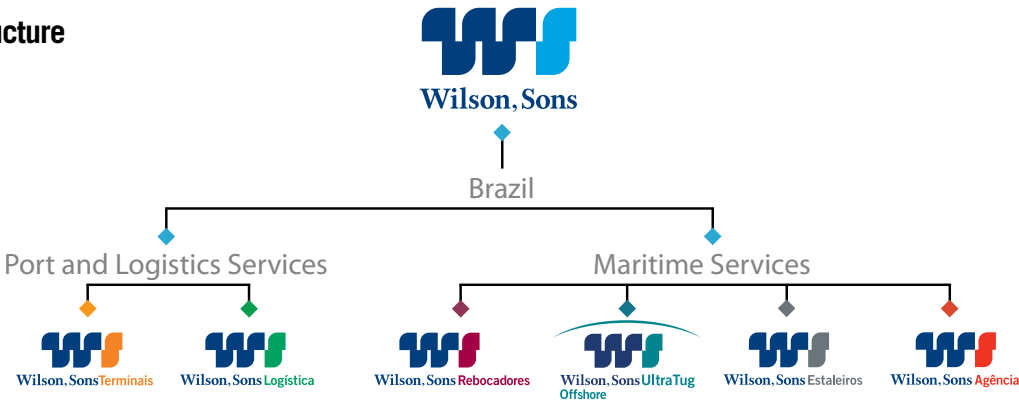 Wilson, Sons
Brazil
Port and Logistics Services
Maritime Services
Wilson, Sons Terminais
Wilson, Sons Logística
Wilson, Sons Rebocadores
Wilson, Sons UltraTug
Offshore
Wilson, Sons Estaleiros
Wilson, Sons Agência